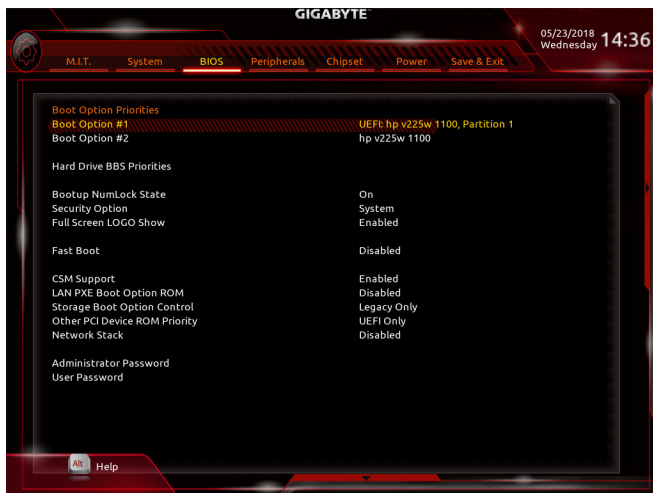 GIGABYTE™
05/23/2018
Wednesday 14:36
M.I.T. System BIOS Peripherals Chipset Power Save & Exit
Boot Option Priorities
Boot Option #1 UEFI: hp v225w 1100, Partition 1
Boot Option #2 hp v225w 1100
Hard Drive BBS Priorities
Bootup NumLock State On
Security Option System
Full Screen LOGO Show Enabled
Fast Boot Disabled
CSM Support Enabled
LAN PXE Boot Option ROM Disabled
Storage Boot Option Control Legacy Only
Other PCI Device ROM Priority UEFI Only
Network Stack Disabled
Administrator Password
User Password
Alt Help